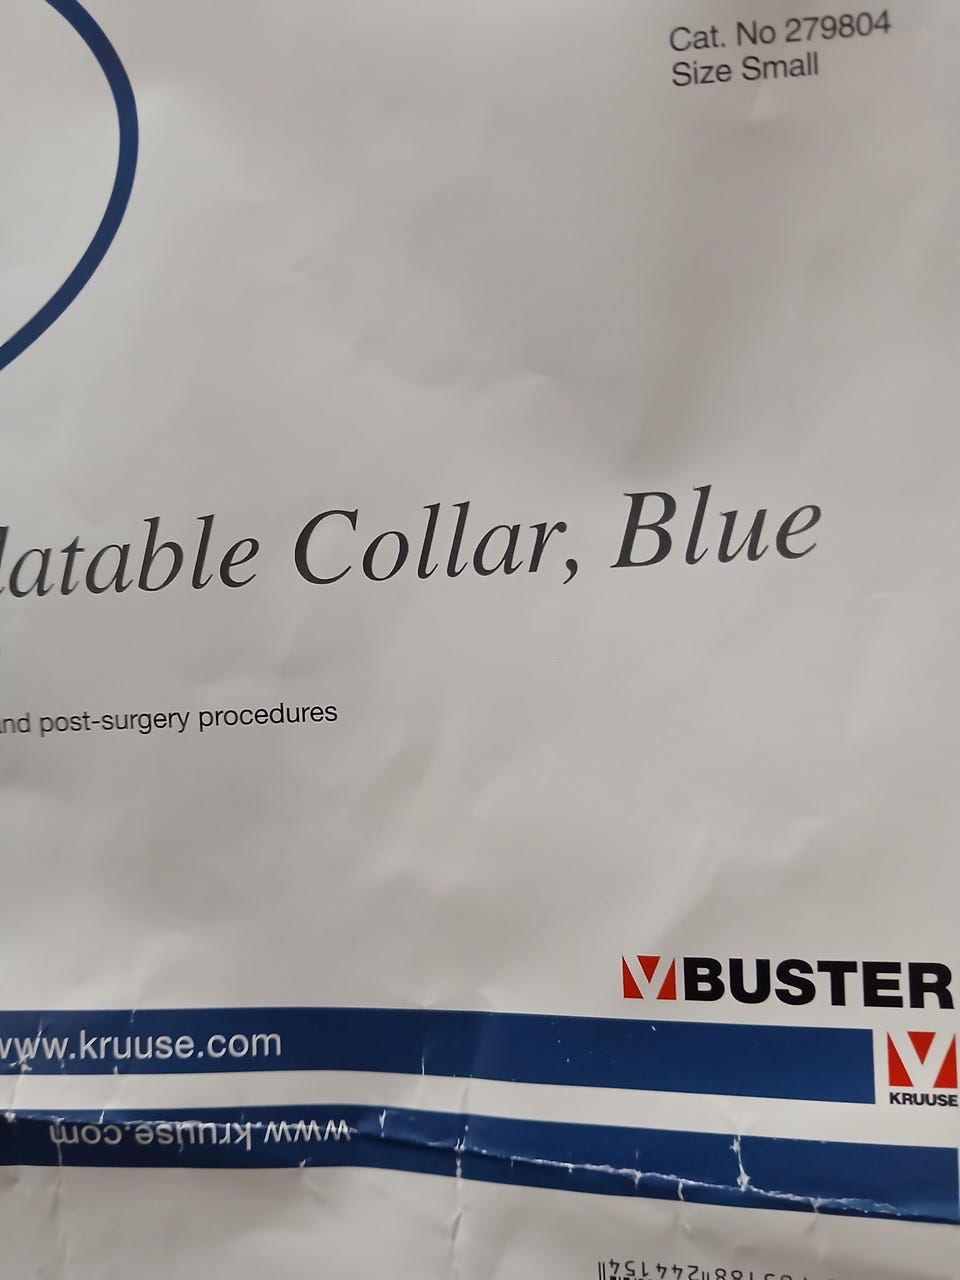 Cat. No 279804
Size Small
latable Collar, Blue
and post-surgery procedures
BUSTER
www.kruuse.com
KRUUSE
www.kruuse.com